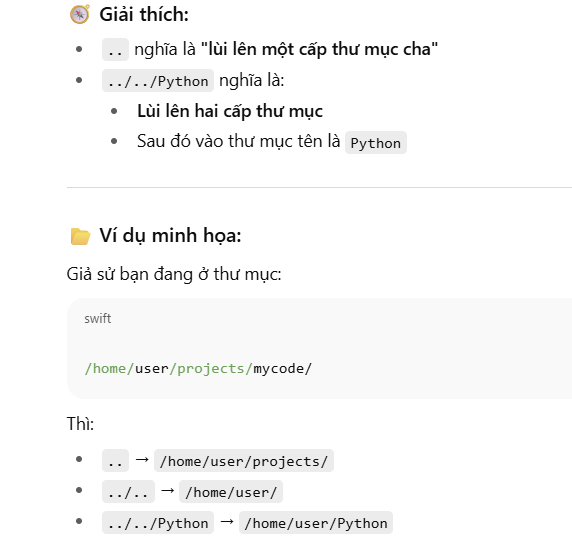 🧭 Giải thích:
• .. nghĩa là "lùi lên một cấp thư mục cha"
• ../../Python nghĩa là:
• Lùi lên hai cấp thư mục
• Sau đó vào thư mục tên là Python
📁 Ví dụ minh họa:
Giả sử bạn đang ở thư mục:
swift
/home/user/projects/mycode/
Thì:
• .. → /home/user/projects/
• ../.. → /home/user/
• ../../Python → /home/user/Python